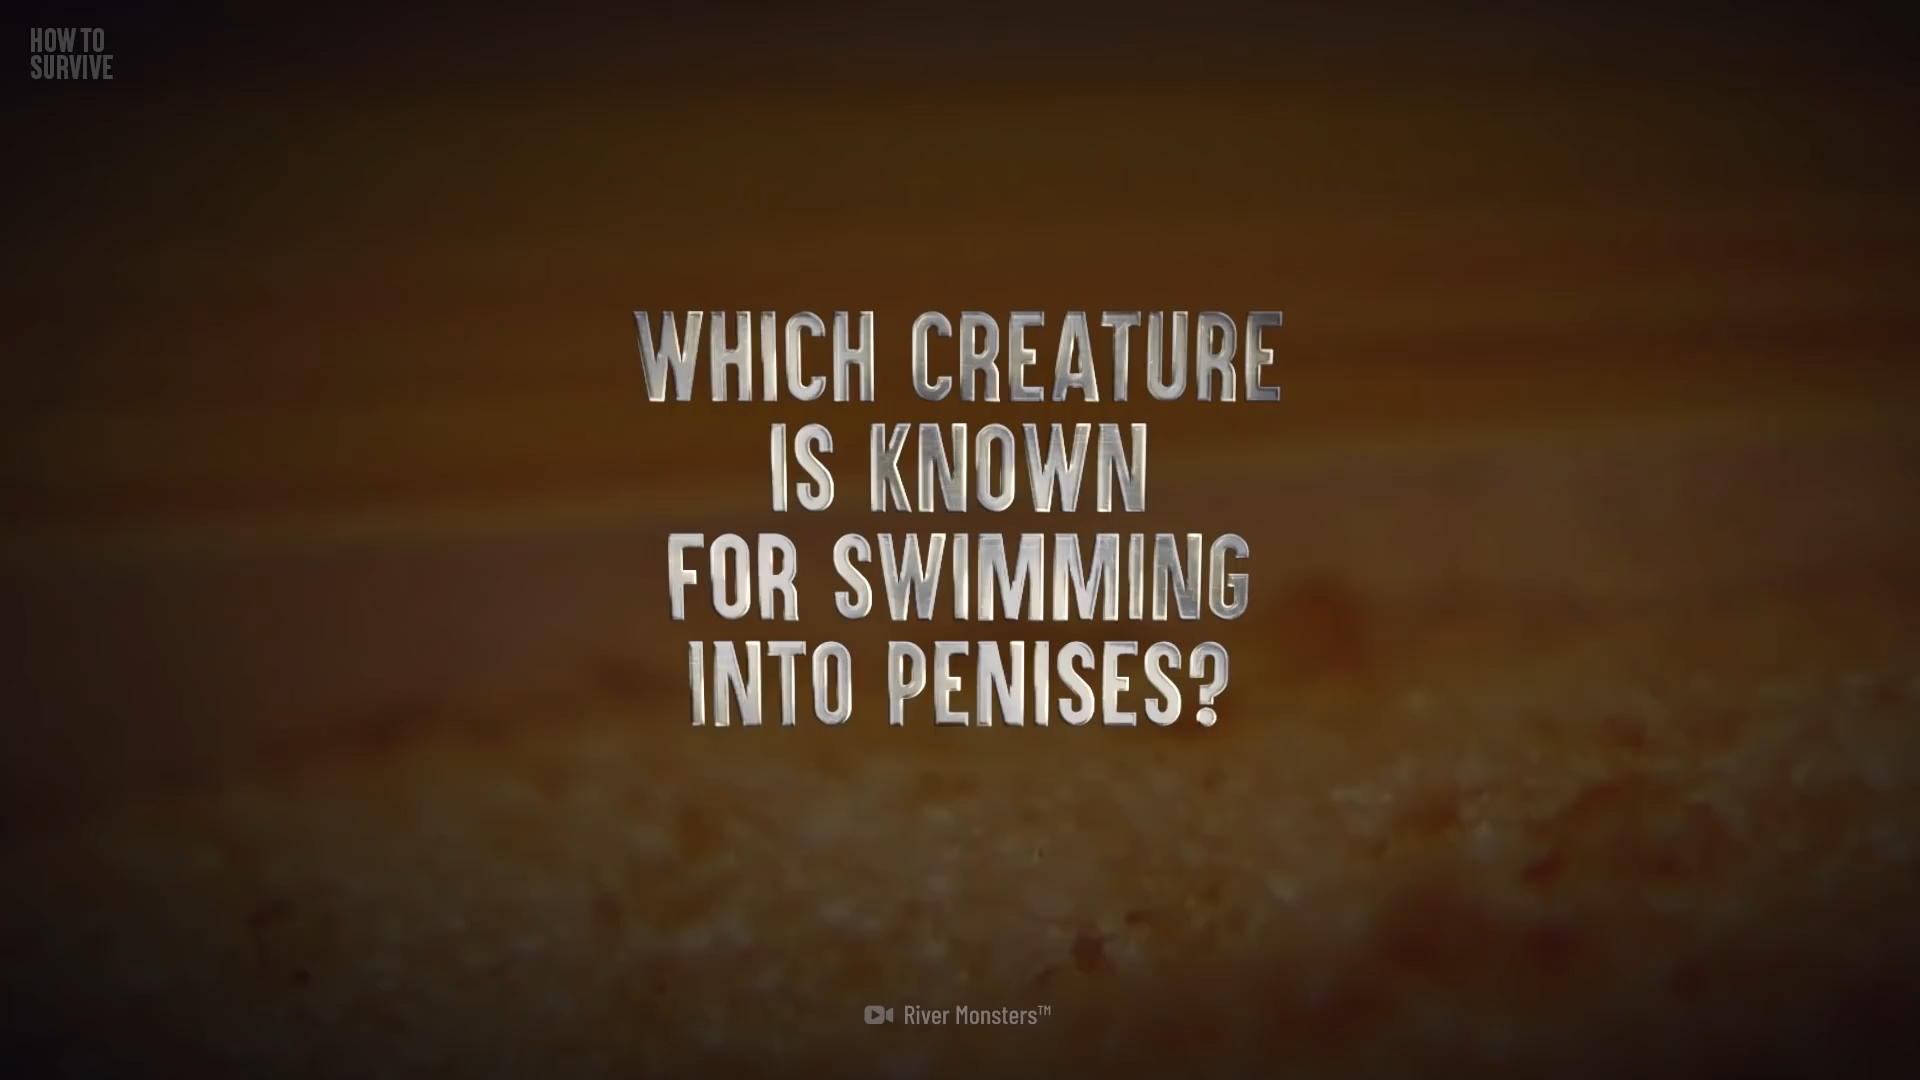 HOW TO
SURVIVE
WHICH CREATURE
IS KNOWN
FOR SWIMMING
INTO PENISES?
River Monsters™